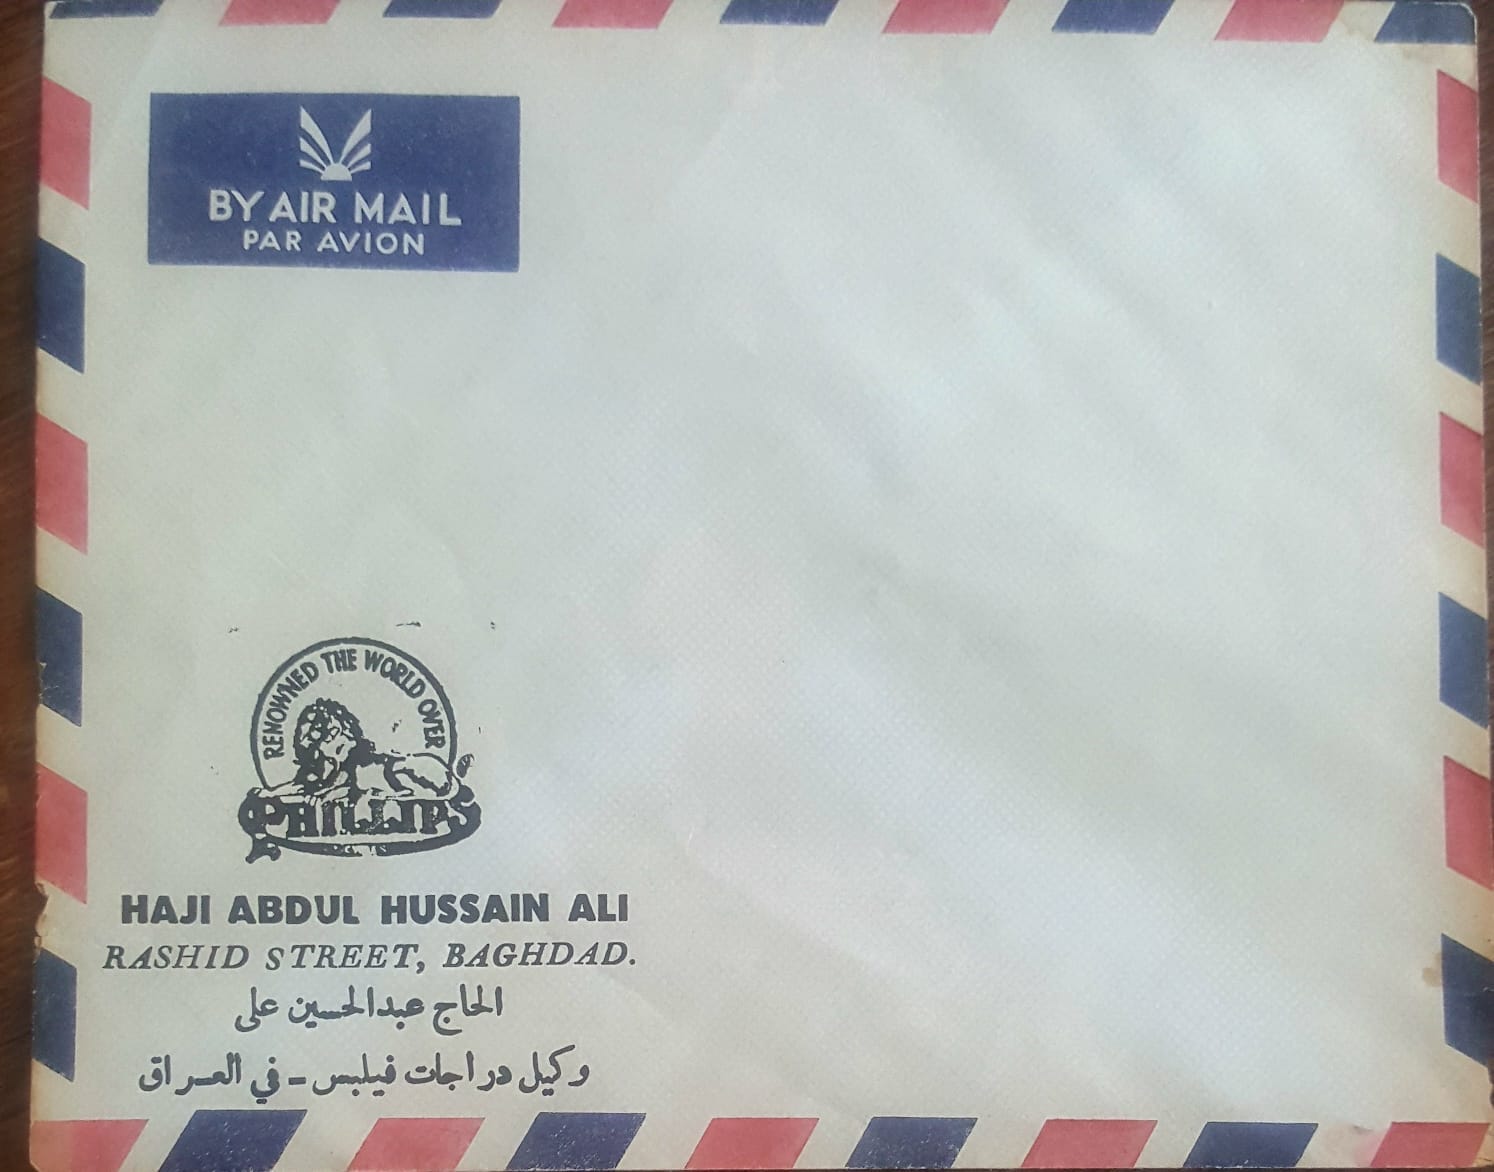 BY AIR MAIL
PAR AVION
RENOWNED THE WORLD OVER
PHILLIPS
HAJI ABDUL HUSSAIN ALI
RASHID STREET, BAGHDAD.
الحاج عبدالحسين علي
وكيل دراجات فيلبس - في العراق